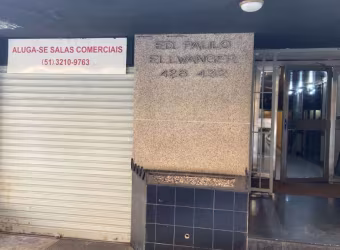 ALUGA-SE SALAS COMERCIAIS
(51) 3210-9763
ED. PAULO
ELLWANGER
428 432